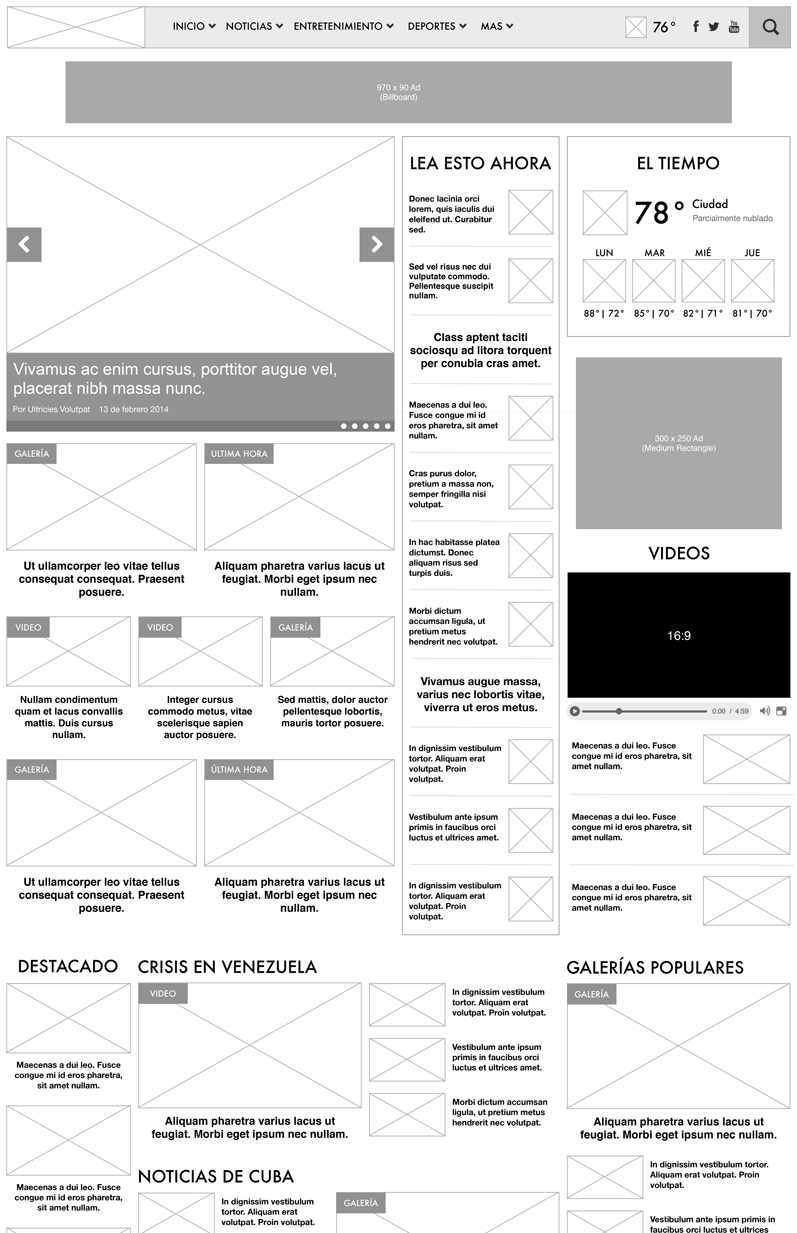 INICIO NOTICIAS ENTRETENIMIENTO DEPORTES MAS 76° f You Tube
970 x 90 Ad
(Billboard)
Vivamus ac enim cursus, porttitor augue vel,
placerat nibh massa nunc.
Por Ultricies Volutpat 13 de febrero 2014
GALERÍA
Ut ullamcorper leo vitae tellus
consequat consequat. Praesent
posuere.
ULTIMA HORA
Aliquam pharetra varius lacus ut
feugiat. Morbi eget ipsum nec
nullam.
VIDEO
Nullam condimentum
quam et lacus convallis
mattis. Duis cursus
nullam.
VIDEO
Integer cursus
commodo metus, vitae
scelerisque sapien
auctor posuere.
GALERÍA
Sed mattis, dolor auctor
pellentesque lobortis,
mauris tortor posuere.
GALERÍA
Ut ullamcorper leo vitae tellus
consequat consequat. Praesent
posuere.
ÚLTIMA HORA
Aliquam pharetra varius lacus ut
feugiat. Morbi eget ipsum nec
nullam.
LEA ESTO AHORA
Donec lacinia orci
lorem, quis iaculis dui
eleifend ut. Curabitur
sed.
Sed vel risus nec dui
vulputate commodo.
Pellentesque suscipit
nullam.
Class aptent taciti
sociosqu ad litora torquent
per conubia cras amet.
Maecenas a dui leo.
Fusce congue mi id
eros pharetra, sit amet
nullam.
Cras purus dolor,
pretium a massa non,
semper fringilla nisi
volutpat.
In hac habitasse platea
dictumst. Donec
aliquam risus sed
turpis duis.
Morbi dictum
accumsan ligula, ut
pretium metus
hendrerit nec volutpat.
Vivamus augue massa,
varius nec lobortis vitae,
viverra ut eros metus.
In dignissim vestibulum
tortor. Aliquam erat
volutpat. Proin
volutpat.
Vestibulum ante ipsum
primis in faucibus orci
luctus et ultrices amet.
In dignissim vestibulum
tortor. Aliquam erat
volutpat. Proin
volutpat.
EL TIEMPO
78° Ciudad
Parcialmente nublado
LUN MAR MIÉ JUE
88°| 72° 85°| 70° 82°| 71° 81°| 70°
300 x 250 Ad
(Medium Rectangle)
VIDEOS
16:9
0:00 / 4:59
Maecenas a dui leo. Fusce
congue mi id eros pharetra, sit
amet nullam.
Maecenas a dui leo. Fusce
congue mi id eros pharetra, sit
amet nullam.
Maecenas a dui leo. Fusce
congue mi id eros pharetra, sit
amet nullam.
DESTACADO
Maecenas a dui leo. Fusce
congue mi id eros pharetra,
sit amet nullam.
Maecenas a dui leo. Fusce
congue mi id eros pharetra,
sit amet nullam.
CRISIS EN VENEZUELA
VIDEO
Aliquam pharetra varius lacus ut
feugiat. Morbi eget ipsum nec nullam.
In dignissim vestibulum
tortor. Aliquam erat
volutpat. Proin volutpat.
Vestibulum ante ipsum
primis in faucibus orci
luctus et ultrices amet.
Morbi dictum accumsan
ligula, ut pretium metus
hendrerit nec volutpat.
NOTICIAS DE CUBA
In dignissim vestibulum
tortor. Aliquam erat
volutpat. Proin volutpat.
GALERÍA
GALERÍAS POPULARES
GALERÍA
Aliquam pharetra varius lacus ut
feugiat. Morbi eget ipsum nec nullam.
In dignissim vestibulum tortor.
Aliquam erat volutpat. Proin
volutpat.
Vestibulum ante ipsum primis in
faucibus orci luctus et ultrices